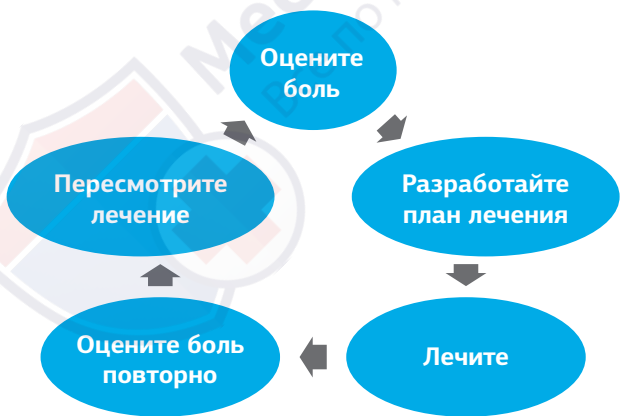 Оцените
боль
Разработайте
план лечения
Лечите
Оцените боль
повторно
Пересмотрите
лечение